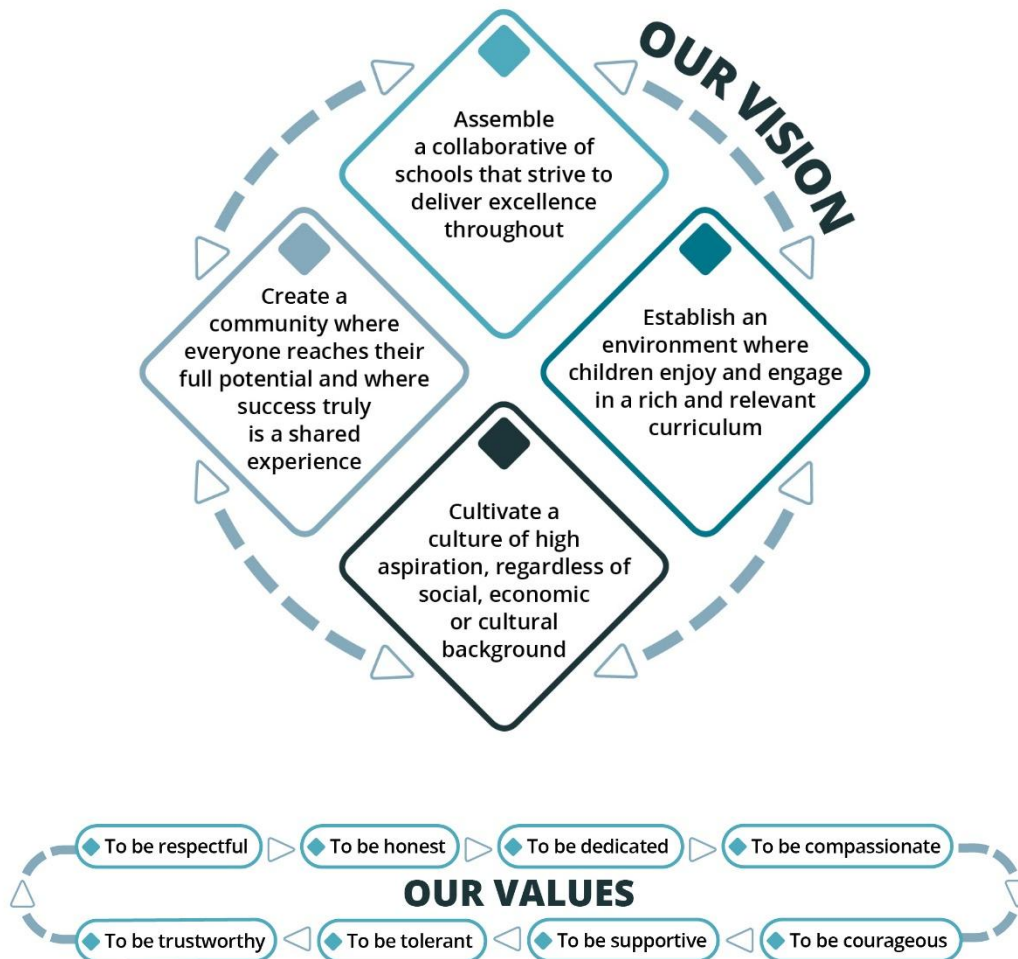 OUR VISION
Assemble
a collaborative of
schools that strive to
deliver excellence
throughout
Create a
community where
everyone reaches their
full potential and where
success truly
is a shared
experience
Establish an
environment where
children enjoy and engage
in a rich and relevant
curriculum
Cultivate a
culture of high
aspiration, regardless of
social, economic
or cultural
background
To be respectful
To be honest
To be dedicated
To be compassionate
OUR VALUES
To be trustworthy
To be tolerant
To be supportive
To be courageous